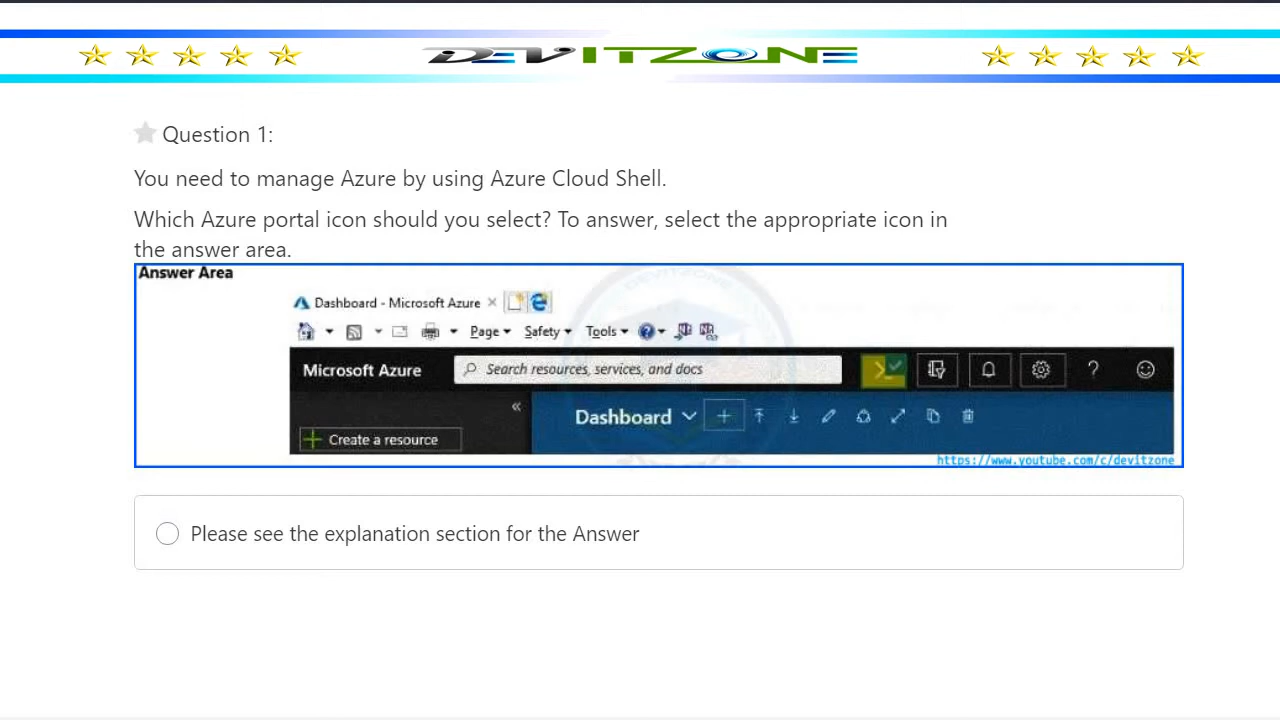 DEVITZONE
Question 1:
You need to manage Azure by using Azure Cloud Shell.
Which Azure portal icon should you select? To answer, select the appropriate icon in
the answer area.
Answer Area
DEVITZONE
Dashboard - Microsoft Azure
Page Safety Tools
Microsoft Azure Search resources, services, and docs
Dashboard
Create a resource
https://www.youtube.com/c/devitzone
Please see the explanation section for the Answer